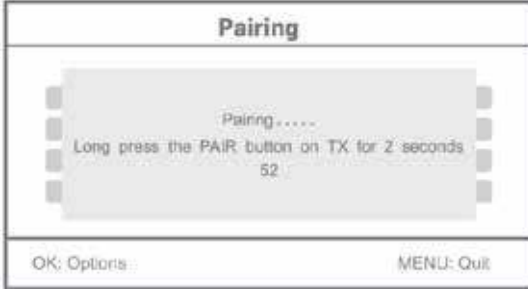 Pairing
Pairing.....
Long press the PAIR button on TX for 2 seconds
52
OK: Options
MENU: Quit